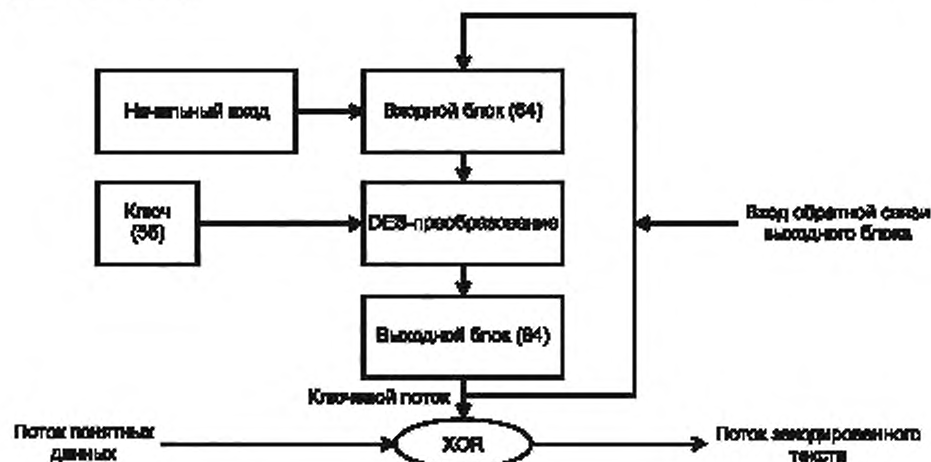 Начальный вход
Входной блок (64)
Ключ
(56)
DES-преобразование
Вход обратной связи
выходного блока
Выходной блок (64)
Ключевой поток
Поток понятных
данных
XOR
Поток закодированного
текста